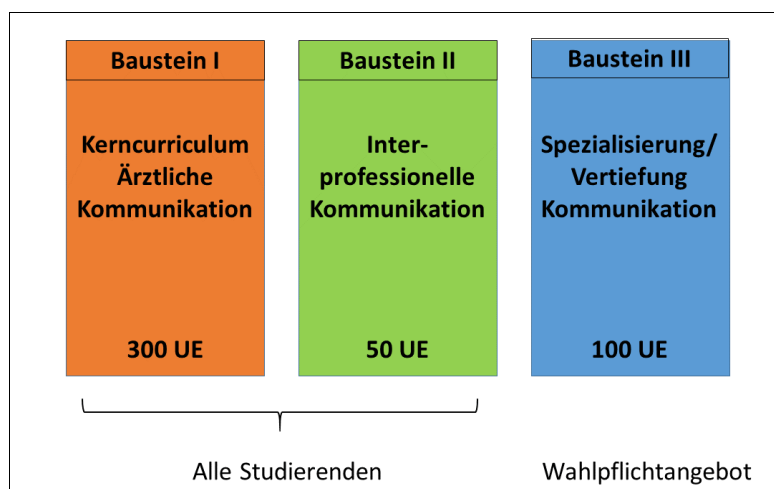 Baustein I
Kerncurriculum
Ärztliche
Kommunikation
300 UE
Baustein II
Inter-
professionelle
Kommunikation
50 UE
Baustein III
Spezialisierung/
Vertiefung
Kommunikation
100 UE
Alle Studierenden
Wahlpflichtangebot